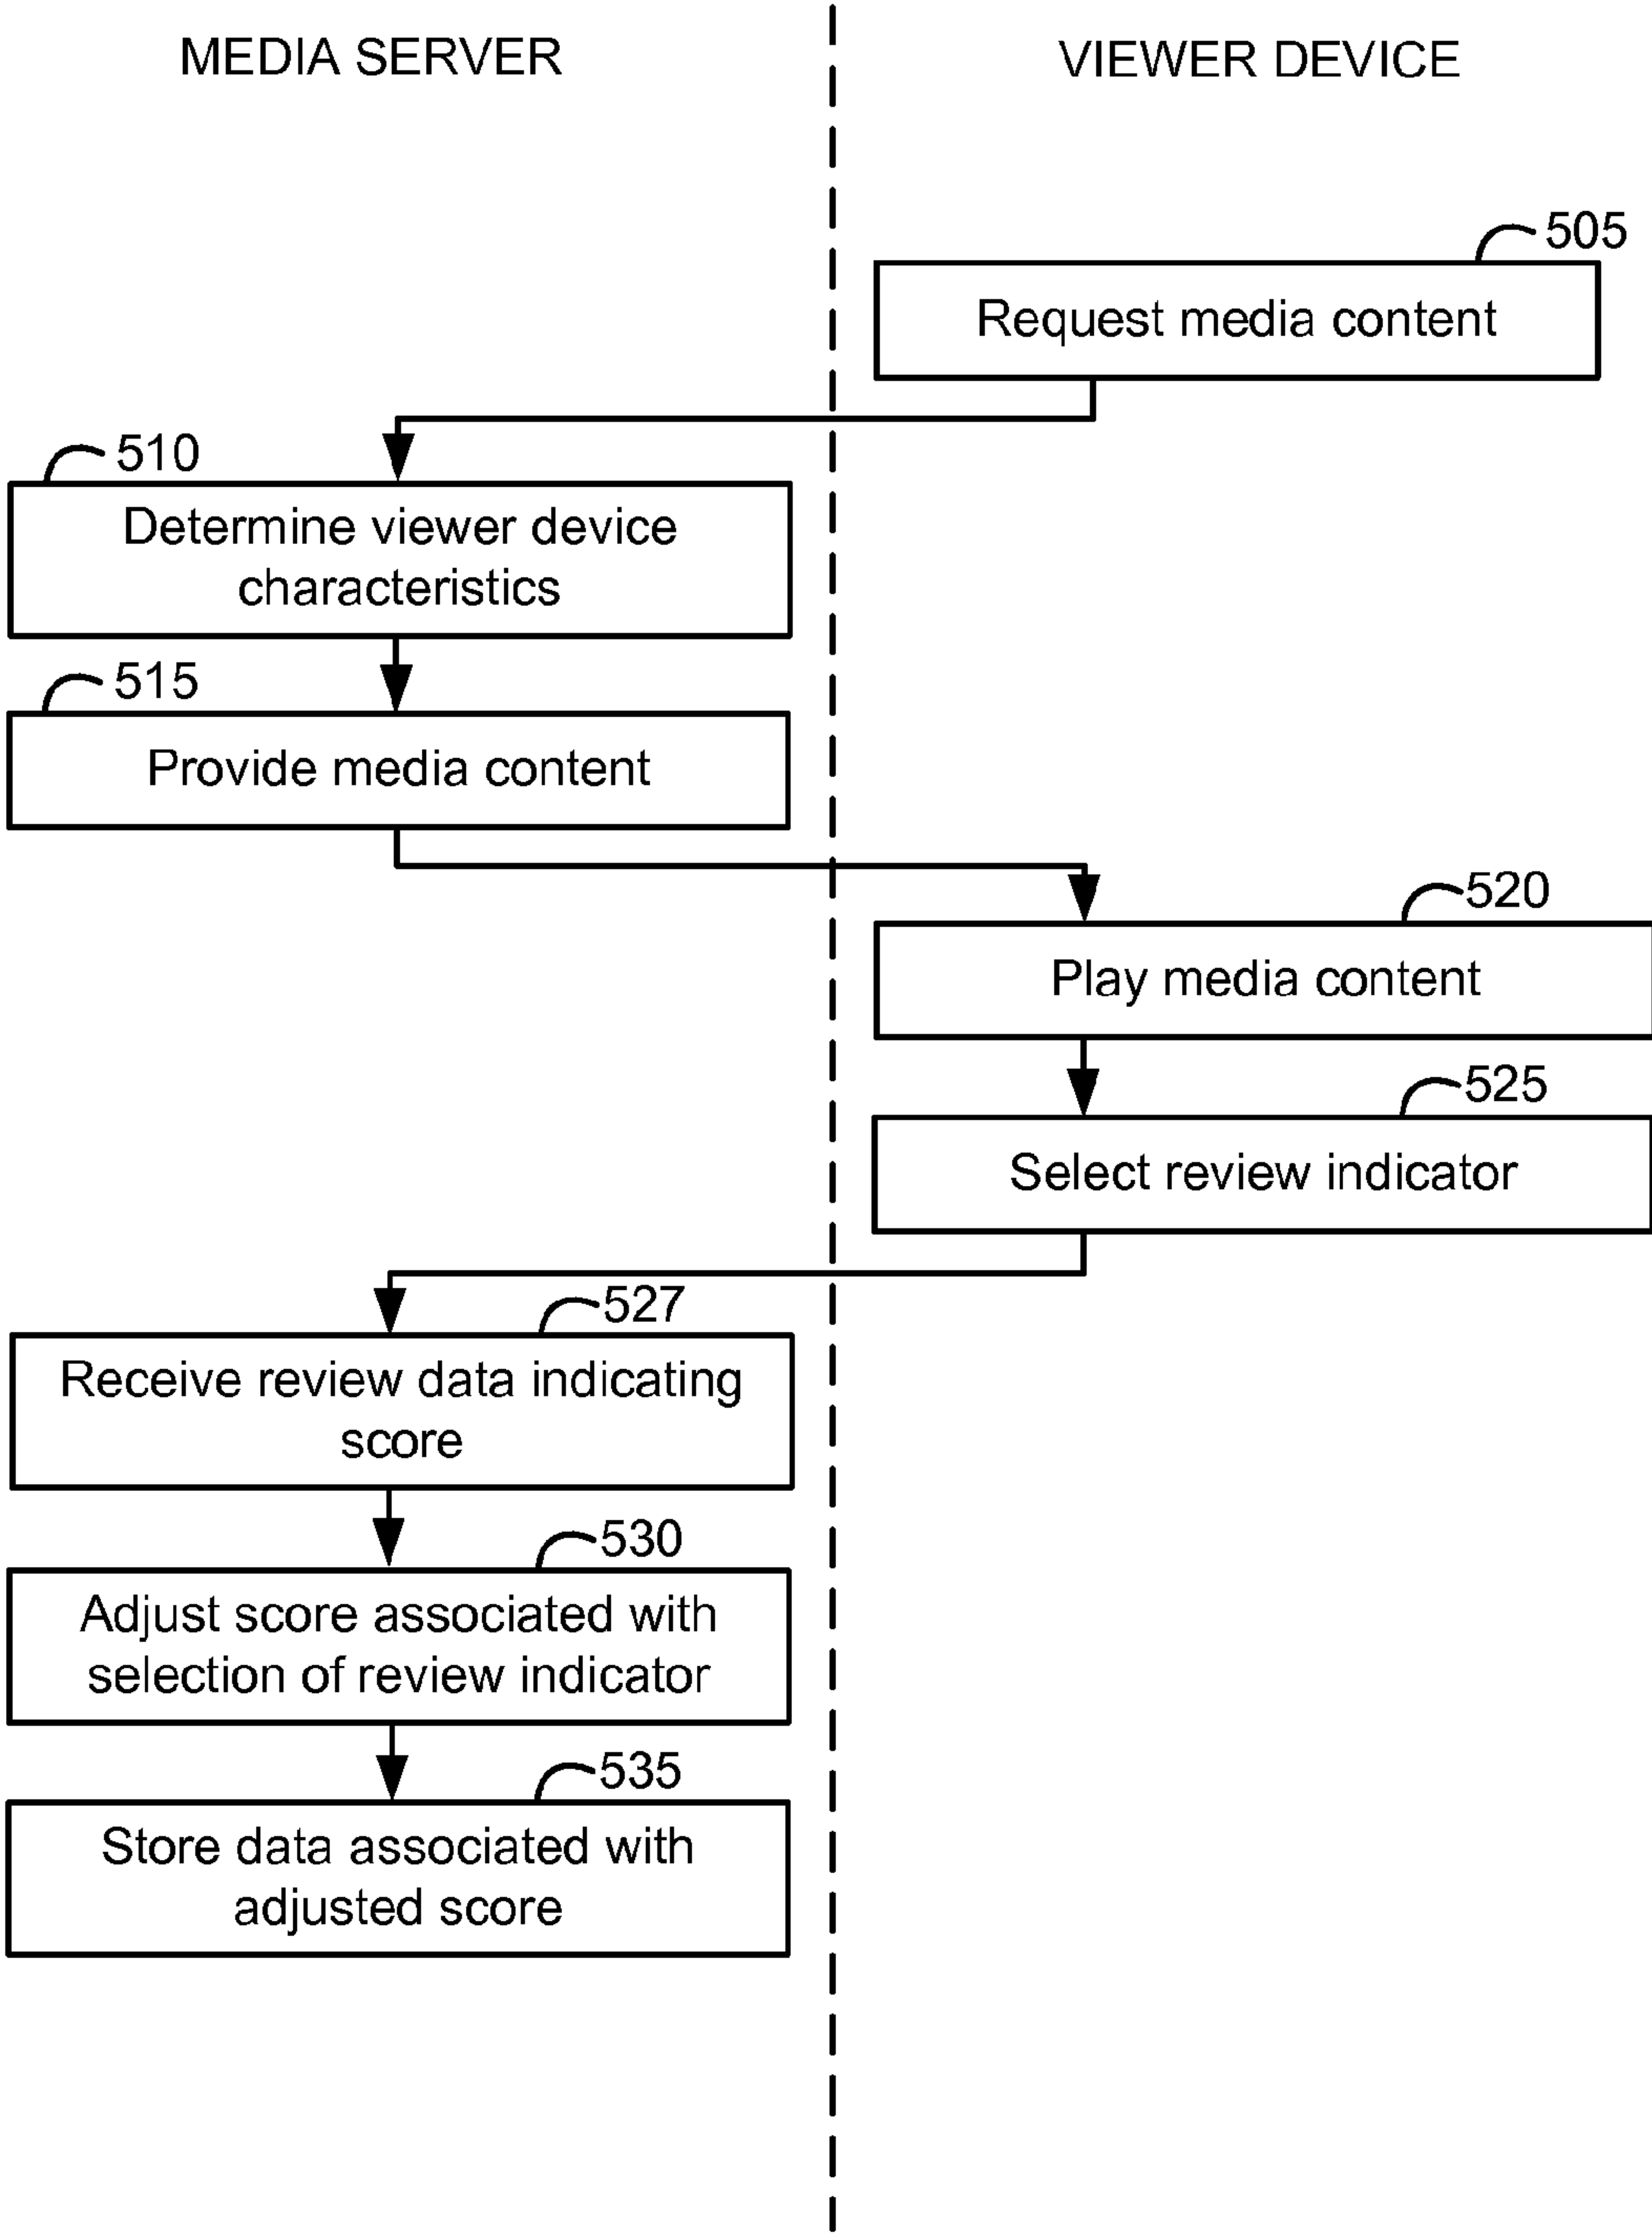 MEDIA SERVER
VIEWER DEVICE
505
Request media content
510
Determine viewer device
characteristics
515
Provide media content
520
Play media content
525
Select review indicator
527
Receive review data indicating
score
530
Adjust score associated with
selection of review indicator
535
Store data associated with
adjusted score